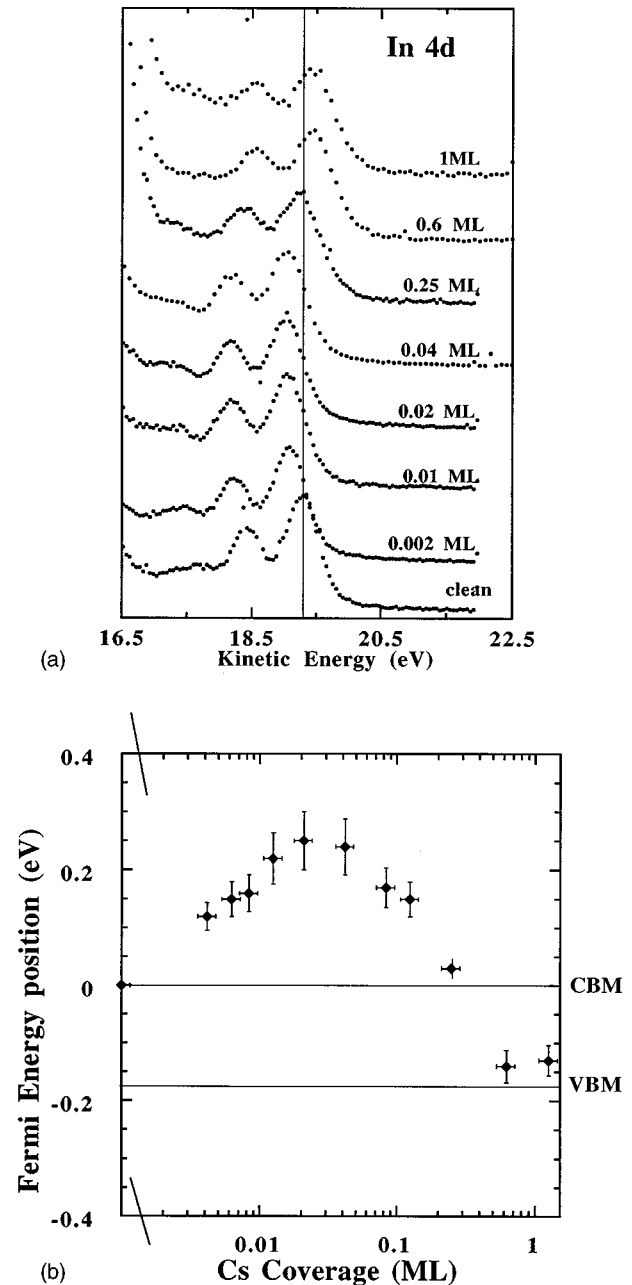 In 4d
1ML
0.6 ML
0.25 ML
0.04 ML
0.02 ML
0.01 ML
0.002 ML
clean
16.5 18.5 20.5 22.5
(a) Kinetic Energy (eV)
0.4
0.2
0
-0.2
-0.4
Fermi Energy position (eV)
CBM
VBM
0.01 0.1 1
(b) Cs Coverage (ML)